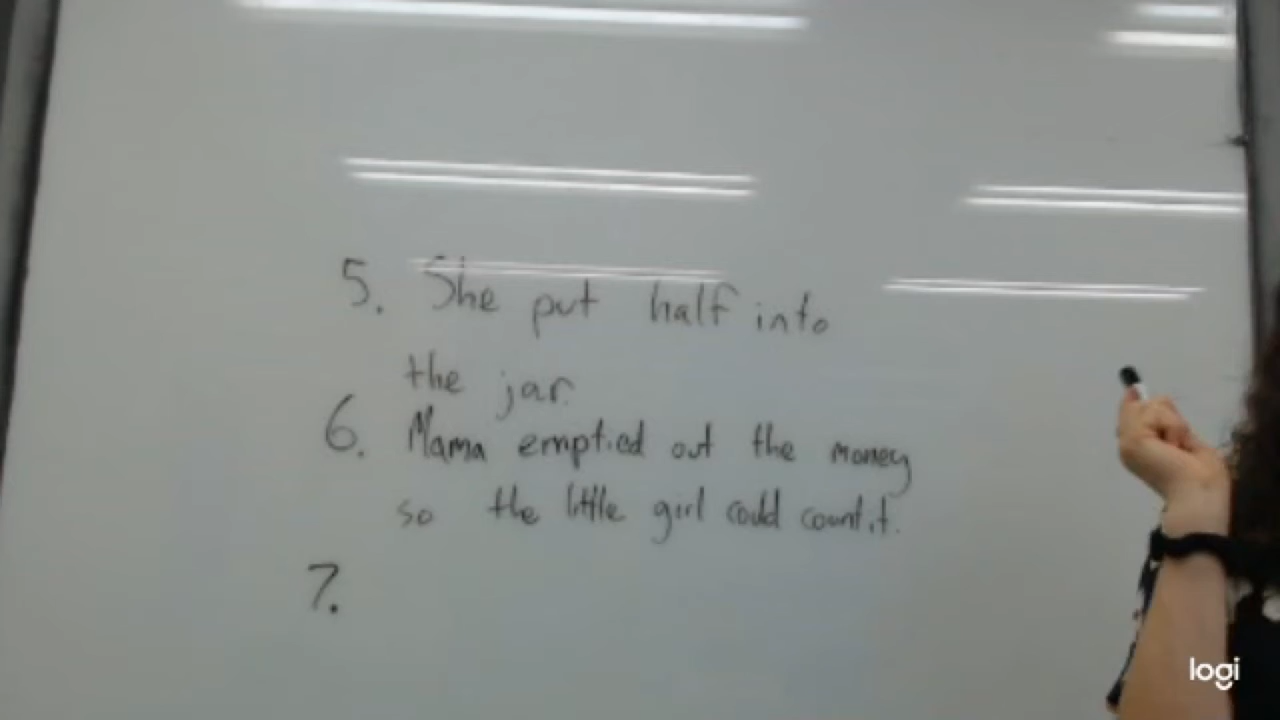 5. She put half into
the jar.
6. Mama emptied out the money
so the little girl could count it.
7.
logi